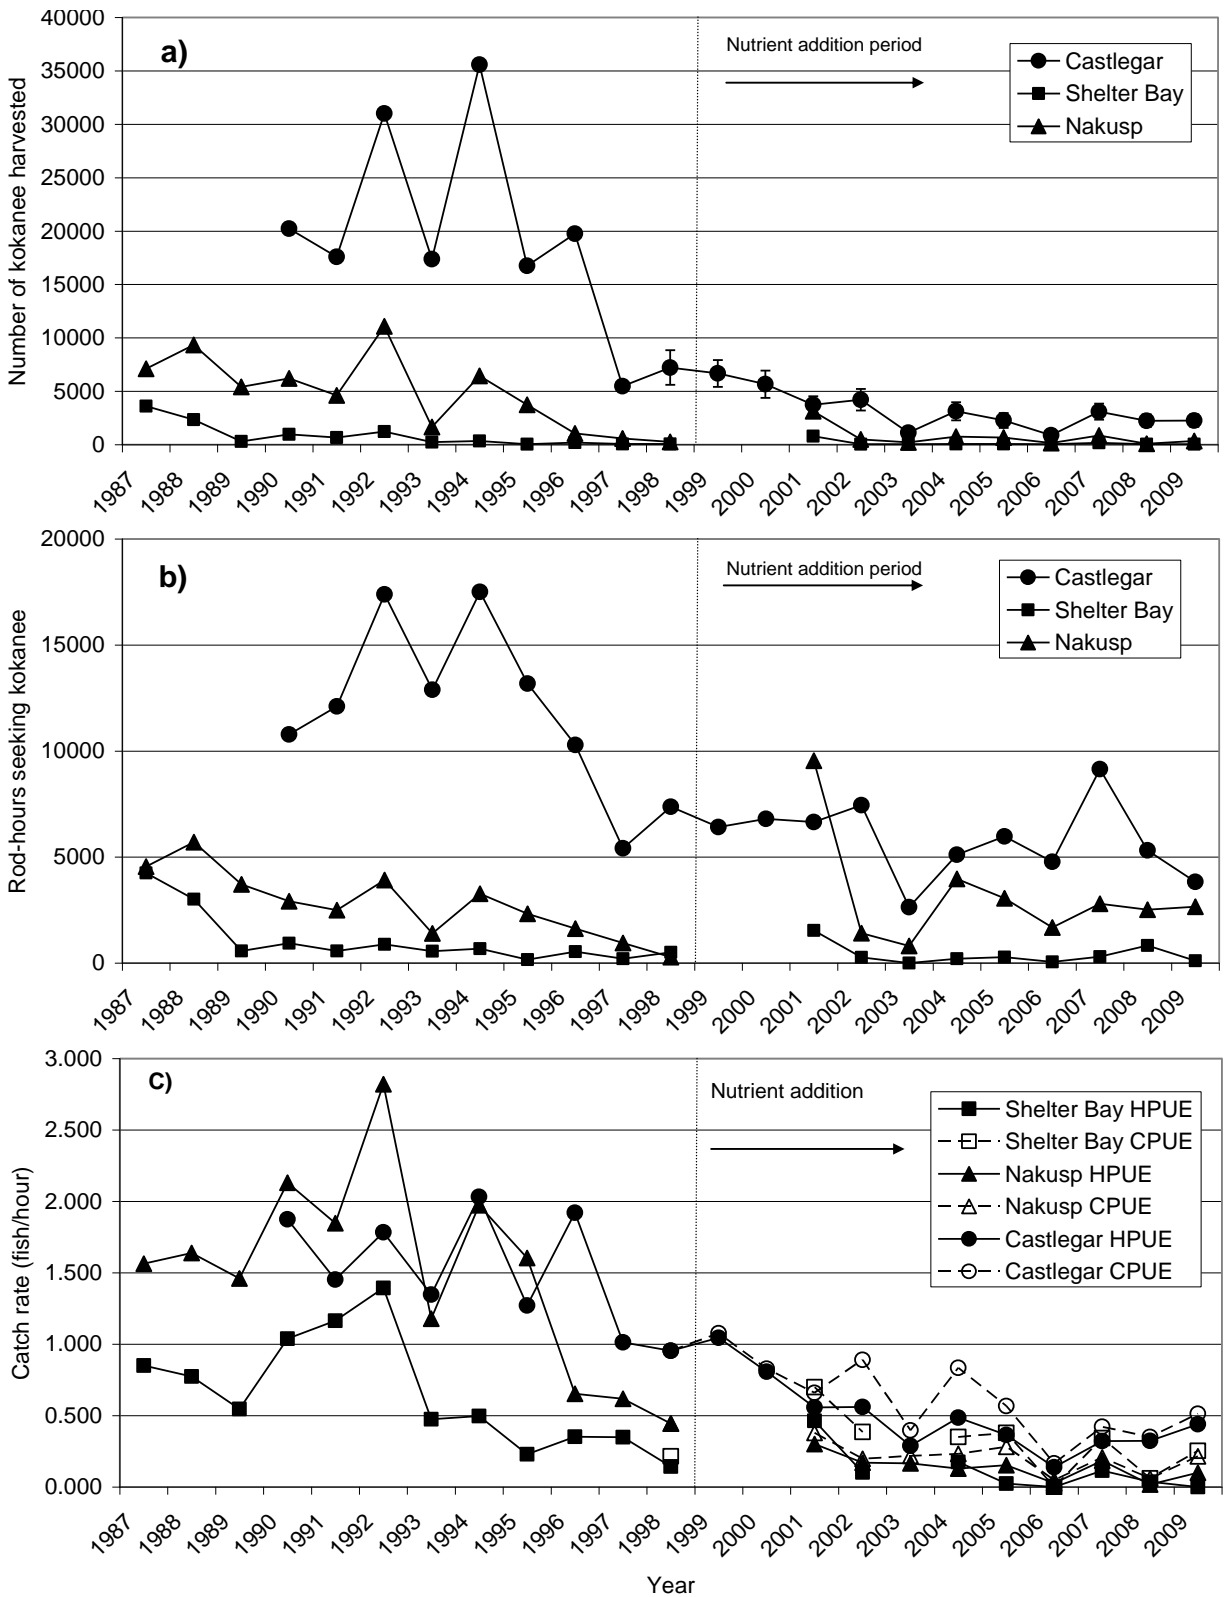 a)
Nutrient addition period
Castlegar
Shelter Bay
Nakusp
Number of kokanee harvested
40000
35000
30000
25000
20000
15000
10000
5000
0
1987 1988 1989 1990 1991 1992 1993 1994 1995 1996 1997 1998 1999 2000 2001 2002 2003 2004 2005 2006 2007 2008 2009
b)
Nutrient addition period
Castlegar
Shelter Bay
Nakusp
Rod-hours seeking kokanee
20000
15000
10000
5000
0
1987 1988 1989 1990 1991 1992 1993 1994 1995 1996 1997 1998 1999 2000 2001 2002 2003 2004 2005 2006 2007 2008 2009
C)
Nutrient addition
Shelter Bay HPUE
Shelter Bay CPUE
Nakusp HPUE
Nakusp CPUE
Castlegar HPUE
Castlegar CPUE
Catch rate (fish/hour)
3.000
2.500
2.000
1.500
1.000
0.500
0.000
1987 1988 1989 1990 1991 1992 1993 1994 1995 1996 1997 1998 1999 2000 2001 2002 2003 2004 2005 2006 2007 2008 2009
Year